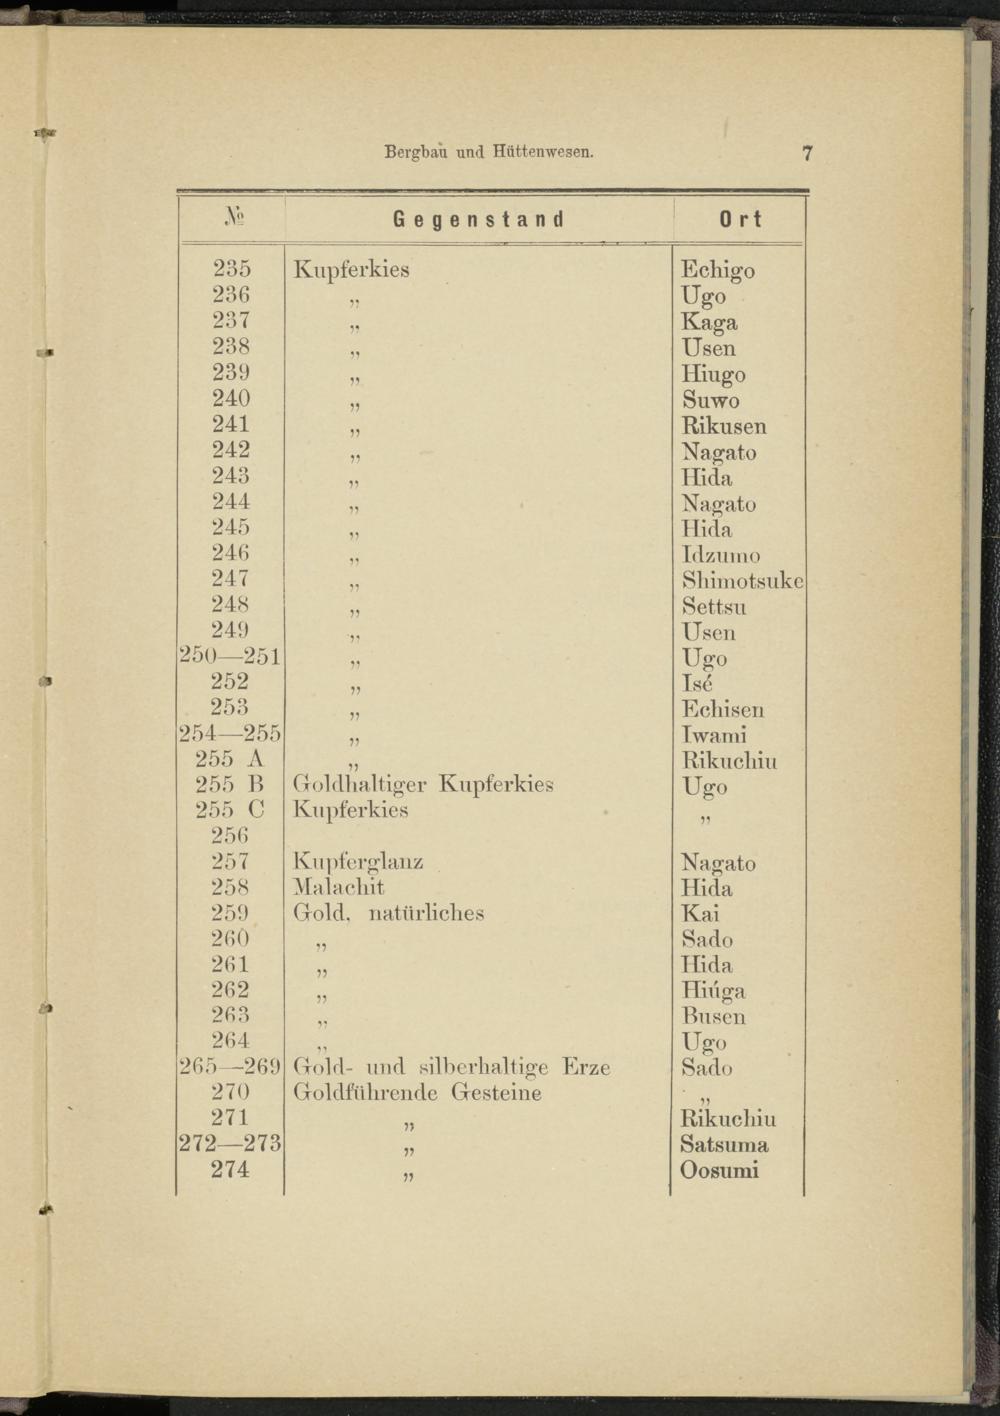 Bergbau und Hüttenwesen. 7
№ Gegenstand Ort
235 Kupferkies Echigo
236 „ Ugo
237 „ Kaga
238 „ Usen
239 „ Hiugo
240 „ Suwo
241 „ Rikusen
242 „ Nagato
243 „ Hida
244 „ Nagato
245 „ Hida
246 „ Idzumo
247 „ Shimotsuke
248 „ Settsu
249 „ Usen
250—251 „ Ugo
252 „ Isé
253 „ Echisen
254—255 „ Iwami
255 A „ Rikuchiu
255 B Goldhaltiger Kupferkies Ugo
255 C Kupferkies „
256
257 Kupferglanz Nagato
258 Malachit Hida
259 Gold, natürliches Kai
260 „ Sado
261 „ Hida
262 „ Hiúga
263 „ Busen
264 „ Ugo
265—269 Gold- und silberhaltige Erze Sado
270 Goldführende Gesteine „
271 „ Rikuchiu
272—273 „ Satsuma
274 „ Oosumi